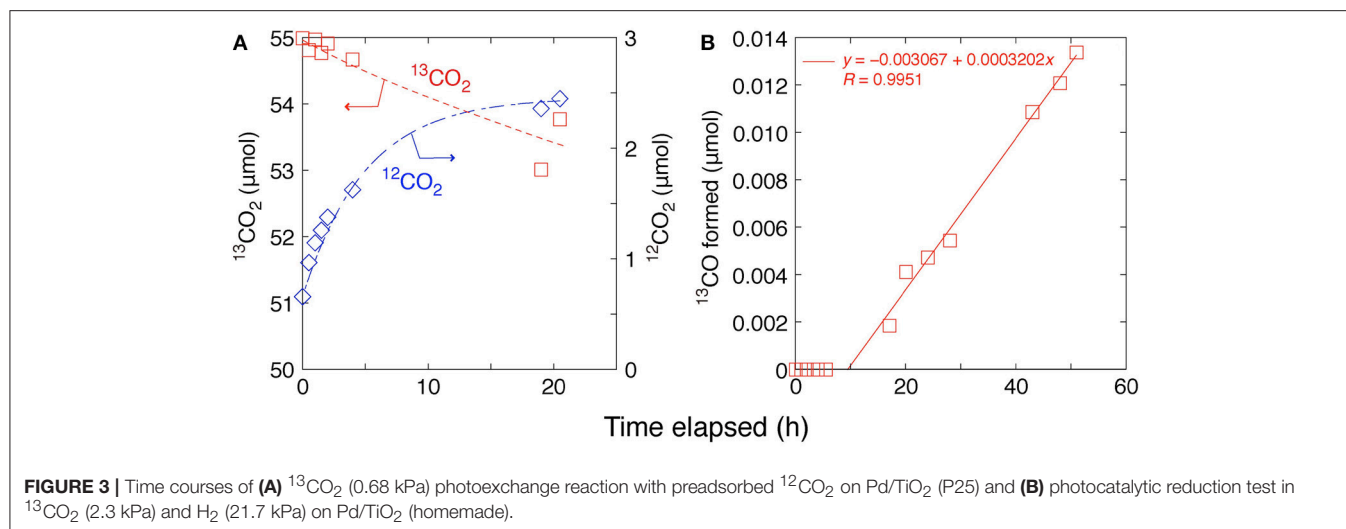 A
55
54
53
52
51
50
¹³CO₂ (µmol)
¹³CO₂
¹²CO₂
3
2
1
0
¹²CO₂ (µmol)
0
10
20
B
0.014
0.012
0.010
0.008
0.006
0.004
0.002
0
¹³CO formed (µmol)
y = −0.003067 + 0.0003202x
R = 0.9951
0
20
40
60
Time elapsed (h)
FIGURE 3 | Time courses of (A) ¹³CO₂ (0.68 kPa) photoexchange reaction with preadsorbed ¹²CO₂ on Pd/TiO₂ (P25) and (B) photocatalytic reduction test in
¹³CO₂ (2.3 kPa) and H₂ (21.7 kPa) on Pd/TiO₂ (homemade).